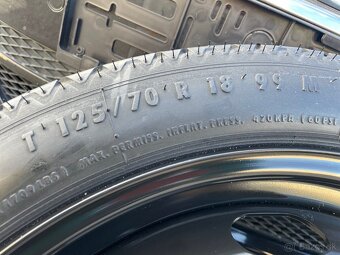 T 125/70 R 18 99 M
MAX. PERMISS. INFLAT. PRESS. 420KPA (60PSI